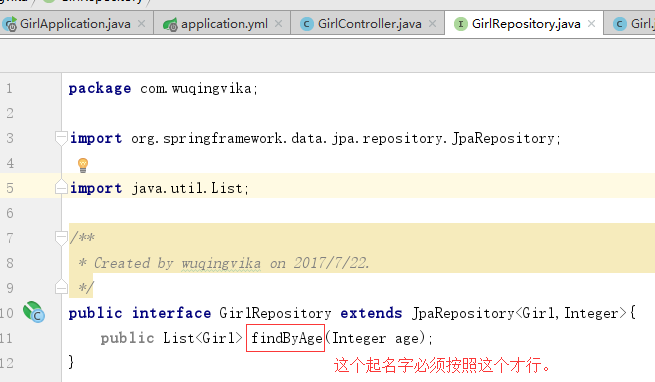 vika GirlRepository
GirlApplication.java × application.yml × GirlController.java × GirlRepository.java × Girl.j
1 package com.wuqingvika;
2
3 import org.springframework.data.jpa.repository.JpaRepository;
4
5 import java.util.List;
6
7 /**
8 * Created by wuqingvika on 2017/7/22.
9 */
10 public interface GirlRepository extends JpaRepository<Girl,Integer>{
11 public List<Girl> findByAge(Integer age);
12 }
这个起名字必须按照这个才行。